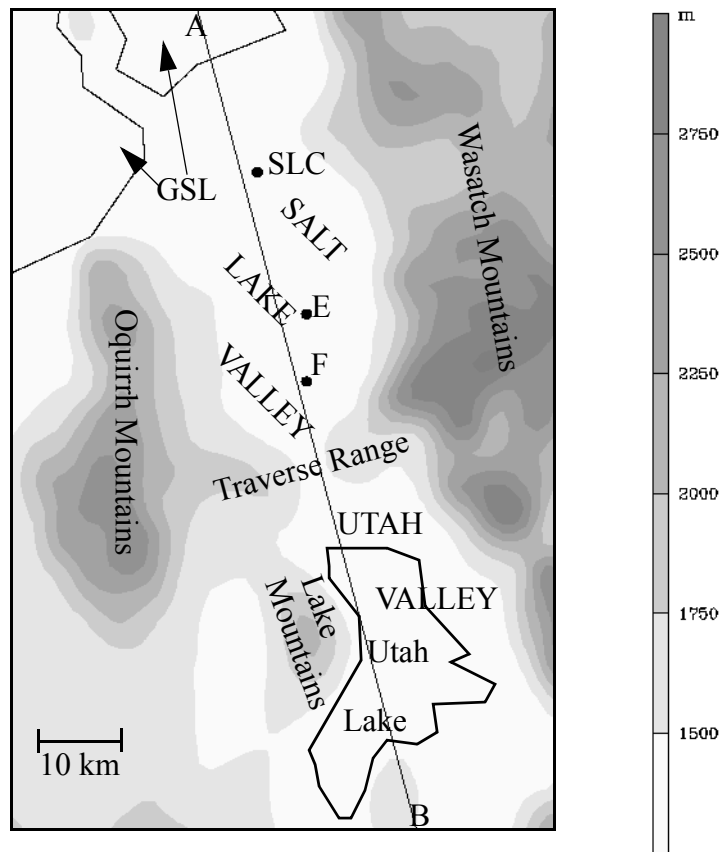 A
m
SLC
2750
Wasatch Mountains
GSL
SALT
2500
LAKE
E
Oquirrh Mountains
F
2250
VALLEY
Traverse Range
2000
UTAH
VALLEY
1750
Lake
Mountains
Utah
Lake
1500
10 km
B